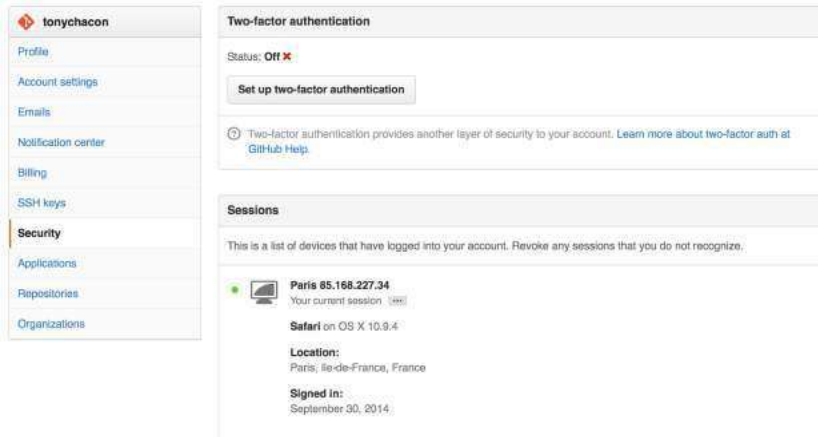 tonychacon
Profile
Account settings
Emails
Notification center
Billing
SSH keys
Security
Applications
Repositories
Organizations
Two-factor authentication
Status: Off ✖
Set up two-factor authentication
Two-factor authentication provides another layer of security to your account. Learn more about two-factor auth at
GitHub Help.
Sessions
This is a list of devices that have logged into your account. Revoke any sessions that you do not recognize.
Paris 85.168.227.34
Your current session ...
Safari on OS X 10.9.4
Location:
Paris, Ile-de-France, France
Signed in:
September 30, 2014